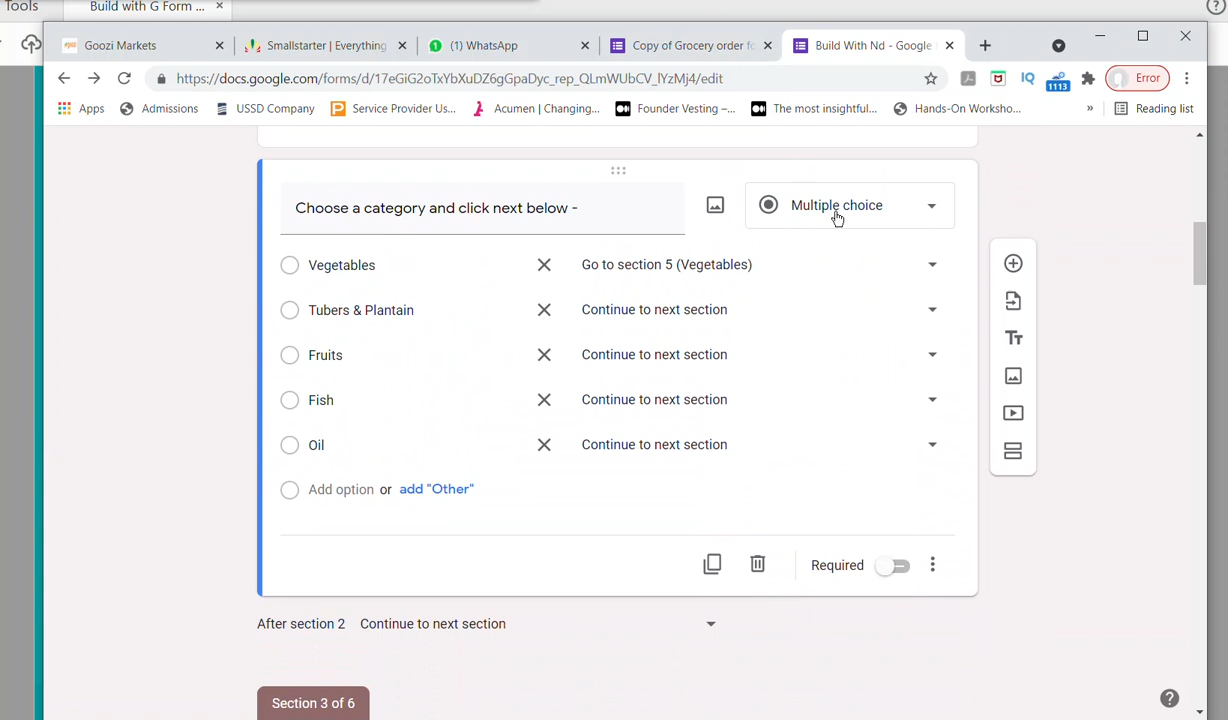 Tools
Build with G Form ...
Goozi Markets
Smallstarter | Everything
(1) WhatsApp
Copy of Grocery order fo
Build With Nd - Google
https://docs.google.com/forms/d/17eGiG2oTxYbXuDZ6gGpaDyc_rep_QLmWUbCV_lYzMj4/edit
IQ
1113
Error
Apps
Admissions
USSD Company
Service Provider Us...
Acumen | Changing...
Founder Vesting –...
The most insightful...
Hands-On Worksho...
»
Reading list
Choose a category and click next below -
Multiple choice
Vegetables
Go to section 5 (Vegetables)
Tubers & Plantain
Continue to next section
Fruits
Continue to next section
Fish
Continue to next section
Oil
Continue to next section
Add option or add "Other"
Required
After section 2 Continue to next section
Section 3 of 6